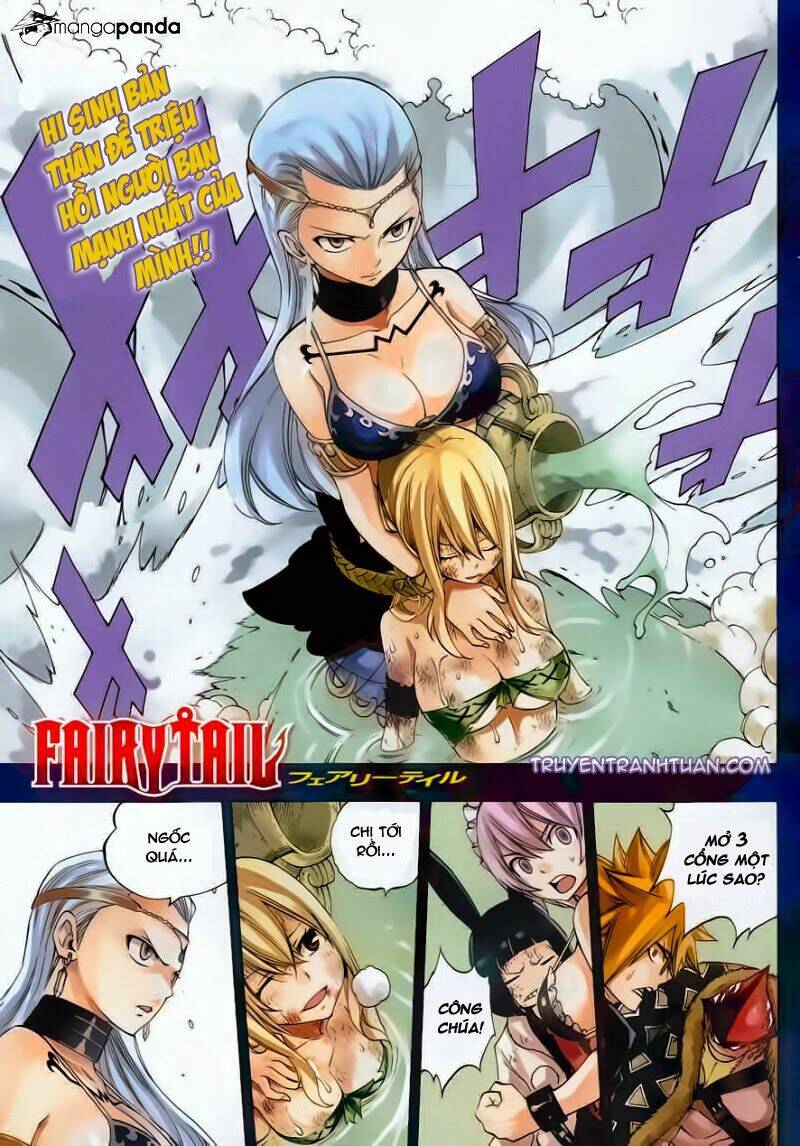 mangapanda
HI SINH BẢN
THÂN ĐỂ TRIỆU
HỒI NGƯỜI BẠN
MẠNH NHẤT CỦA
MÌNH!!
FAIRY TAIL
フェアリーテイル
TRUYENTRANHTUAN.COM
NGỐC
QUÁ...
CHỊ TỚI
RỒI...
MỞ 3
CỔNG MỘT
LÚC SAO?
CÔNG
CHÚA!